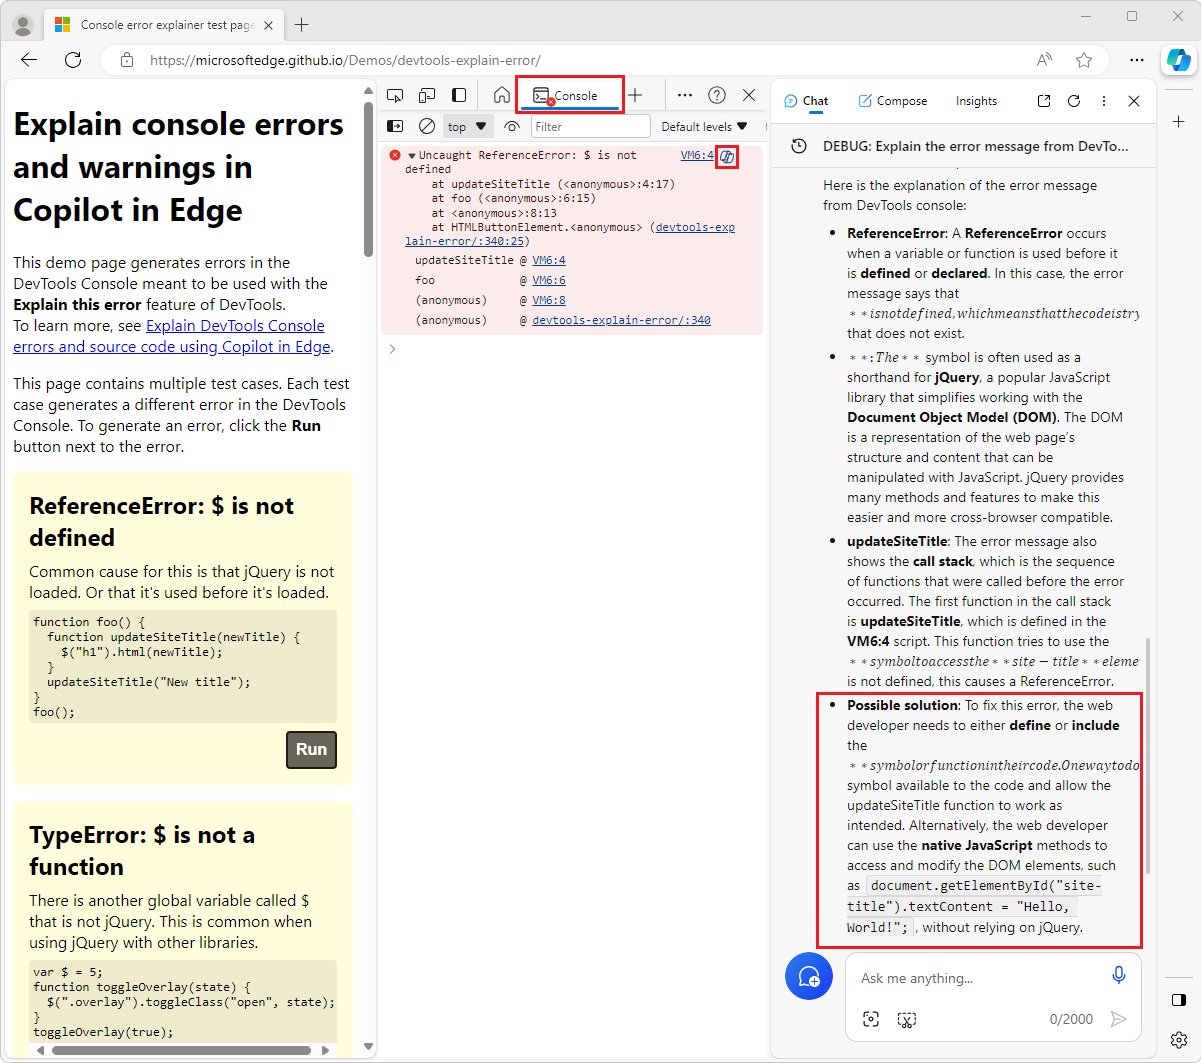 Console error explainer test page
https://microsoftedge.github.io/Demos/devtools-explain-error/
Explain console errors
and warnings in
Copilot in Edge
This demo page generates errors in the
DevTools Console meant to be used with the
Explain this error feature of DevTools.
To learn more, see Explain DevTools Console
errors and source code using Copilot in Edge.
This page contains multiple test cases. Each test
case generates a different error in the DevTools
Console. To generate an error, click the Run
button next to the error.
ReferenceError: $ is not
defined
Common cause for this is that jQuery is not
loaded. Or that it's used before it's loaded.
function foo() {
function updateSiteTitle(newTitle) {
$("h1").html(newTitle);
}
updateSiteTitle("New title");
}
foo();
Run
TypeError: $ is not a
function
There is another global variable called $
that is not jQuery. This is common when
using jQuery with other libraries.
var $ = 5;
function toggleOverlay(state) {
$(".overlay").toggleClass("open", state);
}
toggleOverlay(true);
Console
top
Filter
Default levels
Uncaught ReferenceError: $ is not VM6:4
defined
at updateSiteTitle (<anonymous>:4:17)
at foo (<anonymous>:6:15)
at <anonymous>:8:13
at HTMLButtonElement.<anonymous> (devtools-exp
lain-error/:340:25)
updateSiteTitle @ VM6:4
foo @ VM6:6
(anonymous) @ VM6:8
(anonymous) @ devtools-explain-error/:340
Chat Compose Insights
DEBUG: Explain the error message from DevTo...
Here is the explanation of the error message
from DevTools console:
• ReferenceError: A ReferenceError occurs
when a variable or function is used before it
is defined or declared. In this case, the error
message says that
**isnotdefined,whichmeansthatthecodeistry
that does not exist.
• **:The** symbol is often used as a
shorthand for jQuery, a popular JavaScript
library that simplifies working with the
Document Object Model (DOM). The DOM
is a representation of the web page's
structure and content that can be
manipulated with JavaScript. jQuery provides
many methods and features to make this
easier and more cross-browser compatible.
• updateSiteTitle: The error message also
shows the call stack, which is the sequence
of functions that were called before the error
occurred. The first function in the call stack
is updateSiteTitle, which is defined in the
VM6:4 script. This function tries to use the
**symboltoaccessthe**site−title**eleme
is not defined, this causes a ReferenceError.
• Possible solution: To fix this error, the web
developer needs to either define or include
the
**symbolorfunctionintheircode.Onewaytodo
symbol available to the code and allow the
updateSiteTitle function to work as
intended. Alternatively, the web developer
can use the native JavaScript methods to
access and modify the DOM elements, such
as document.getElementById("site-
title").textContent = "Hello,
World!"; , without relying on jQuery.
Ask me anything...
0/2000